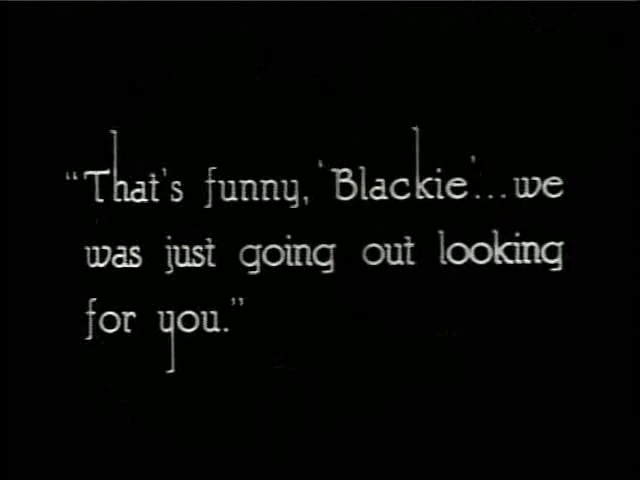 “That's funny, 'Blackie'...we
was just going out looking
for you.”